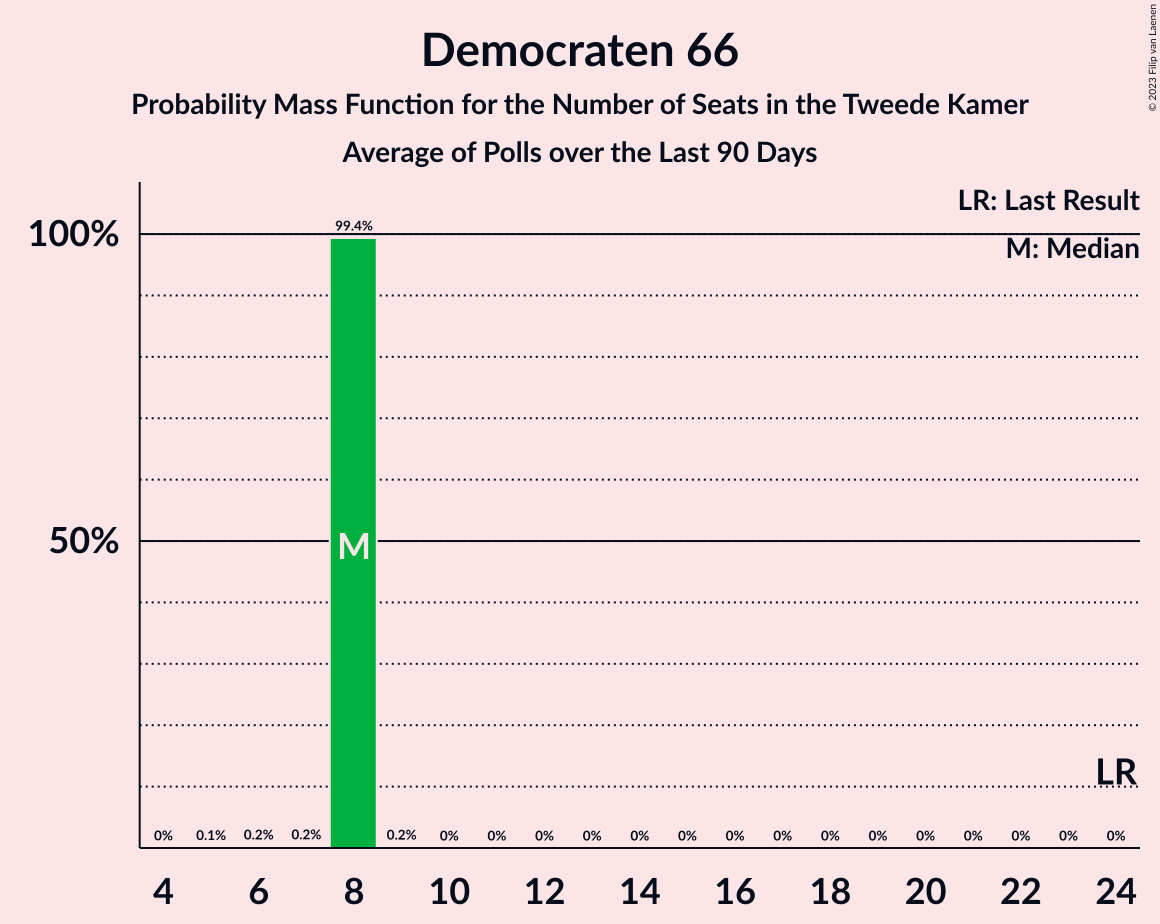 Democraten 66
Probability Mass Function for the Number of Seats in the Tweede Kamer
Average of Polls over the Last 90 Days
© 2023 Filip van Laenen
LR: Last Result
M: Median
100%
50%
99.4%
M
LR
0% 0.1% 0.2% 0.2% 0.2% 0% 0% 0% 0% 0% 0% 0% 0% 0% 0% 0% 0% 0% 0% 0%
4 6 8 10 12 14 16 18 20 22 24